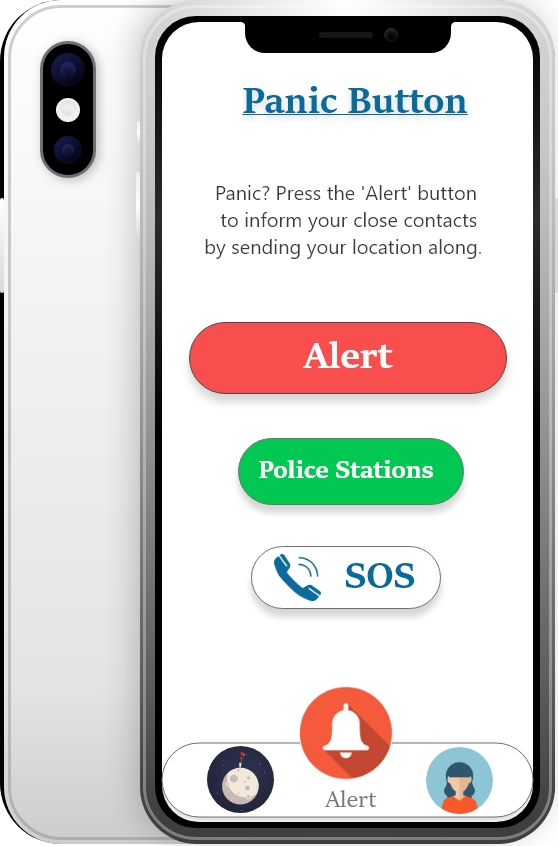 Panic Button
Panic? Press the 'Alert' button
to inform your close contacts
by sending your location along.
Alert
Police Stations
SOS
Alert